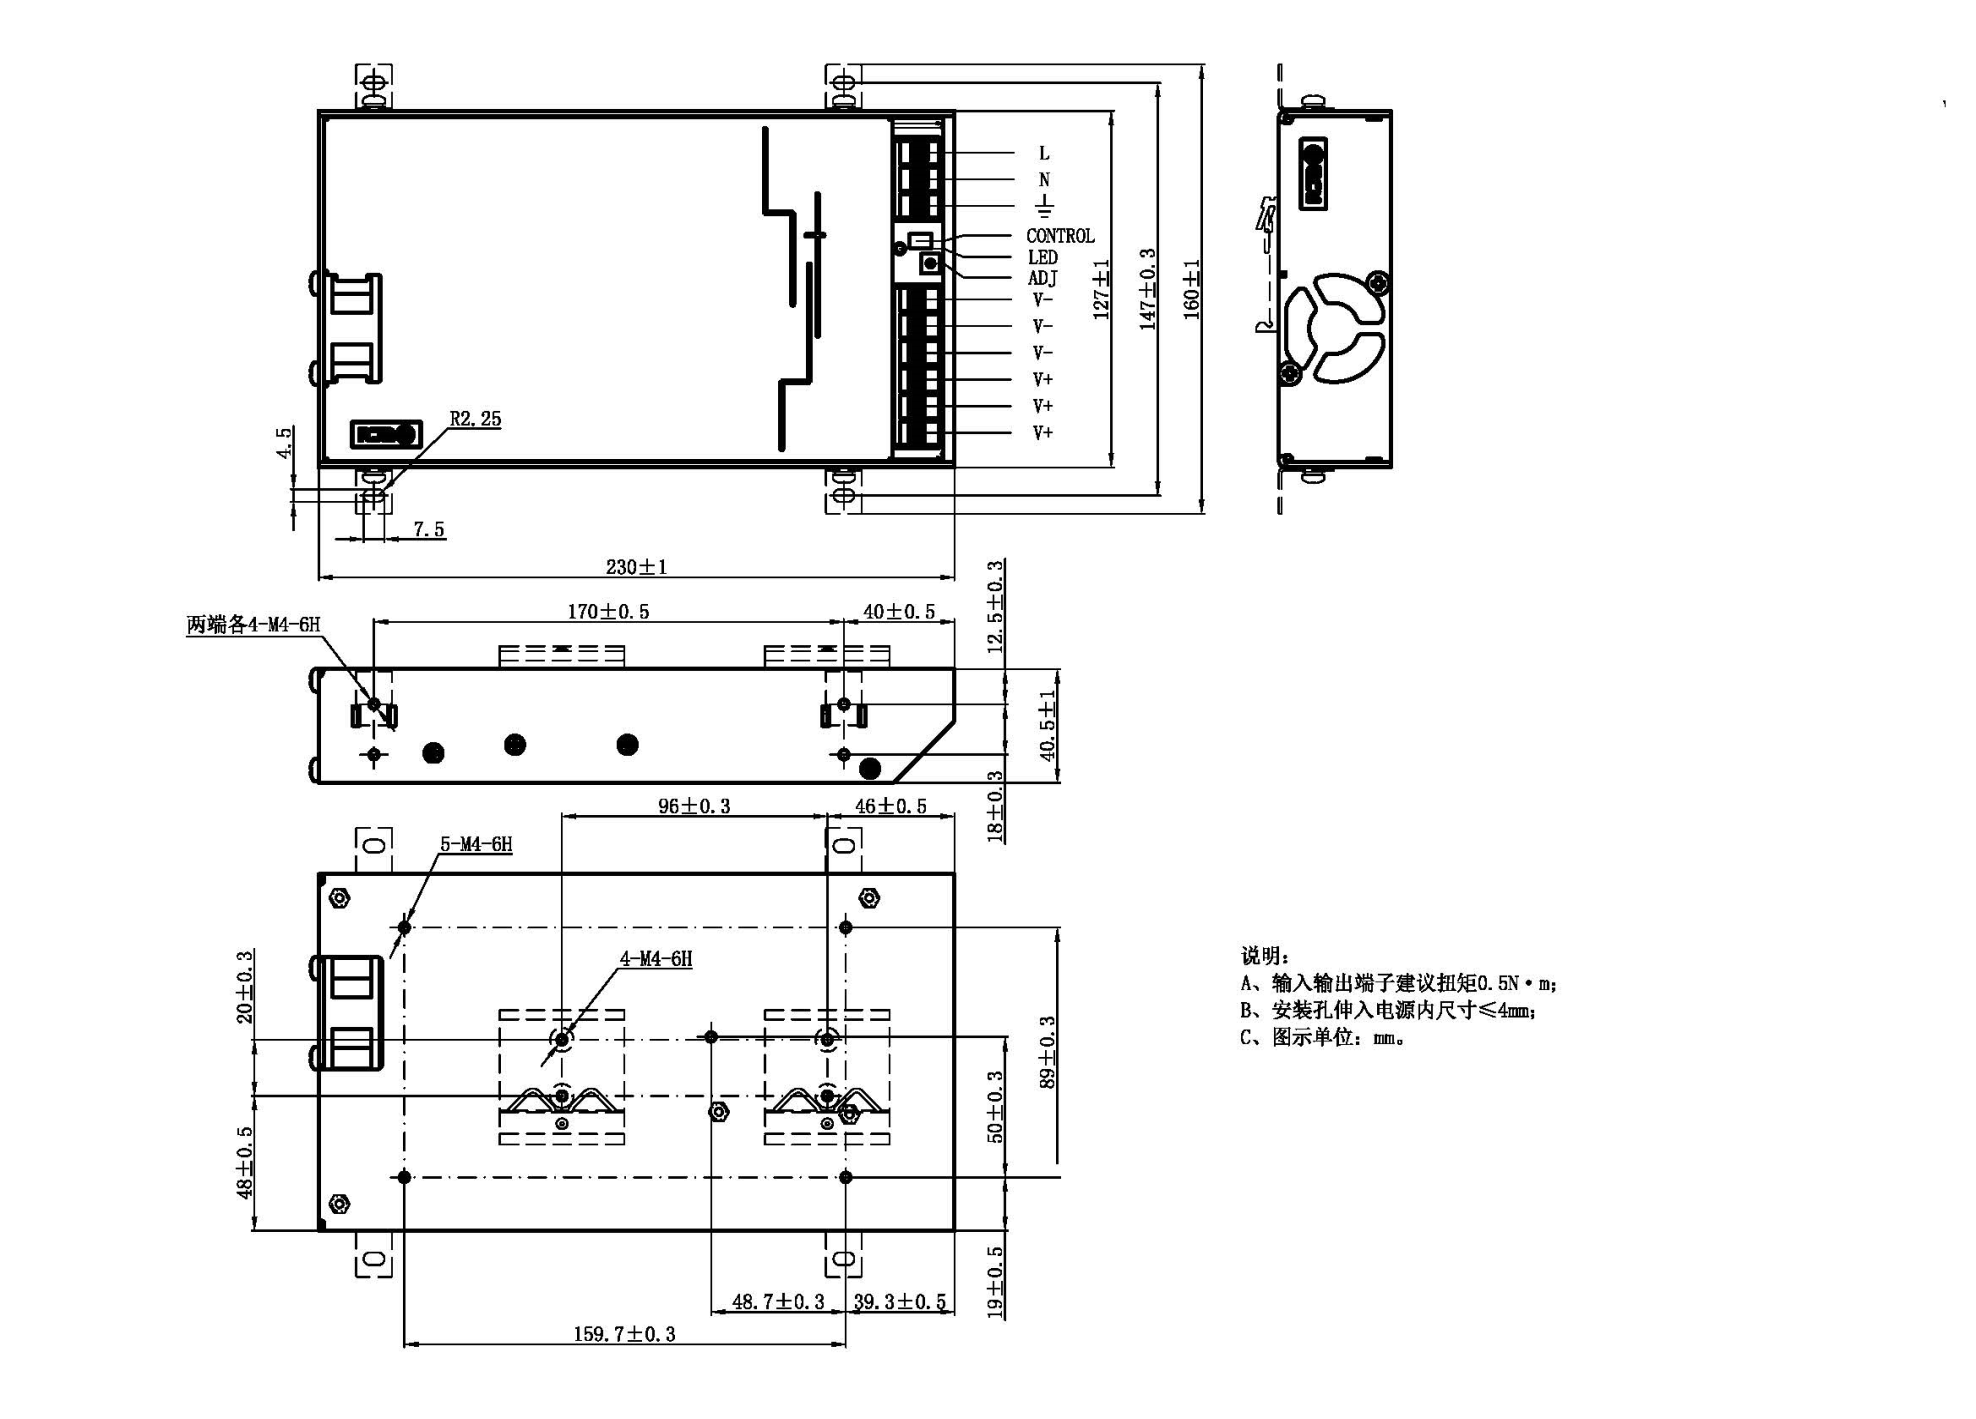 L
N
CONTROL
LED
ADJ
V-
V-
V-
V+
V+
V+
127±1
147±0.3
160±1
R2.25
4.5
7.5
230±1
170±0.5
40±0.5
12.5±0.3
两端各4-M4-6H
40.5±1
18±0.3
96±0.3
46±0.5
5-M4-6H
4-M4-6H
20±0.3
48±0.5
89±0.3
50±0.3
19±0.5
48.7±0.3
39.3±0.5
159.7±0.3
说明：
A、输入输出端子建议扭矩0.5N·m；
B、安装孔伸入电源内尺寸≤4mm；
C、图示单位：mm。